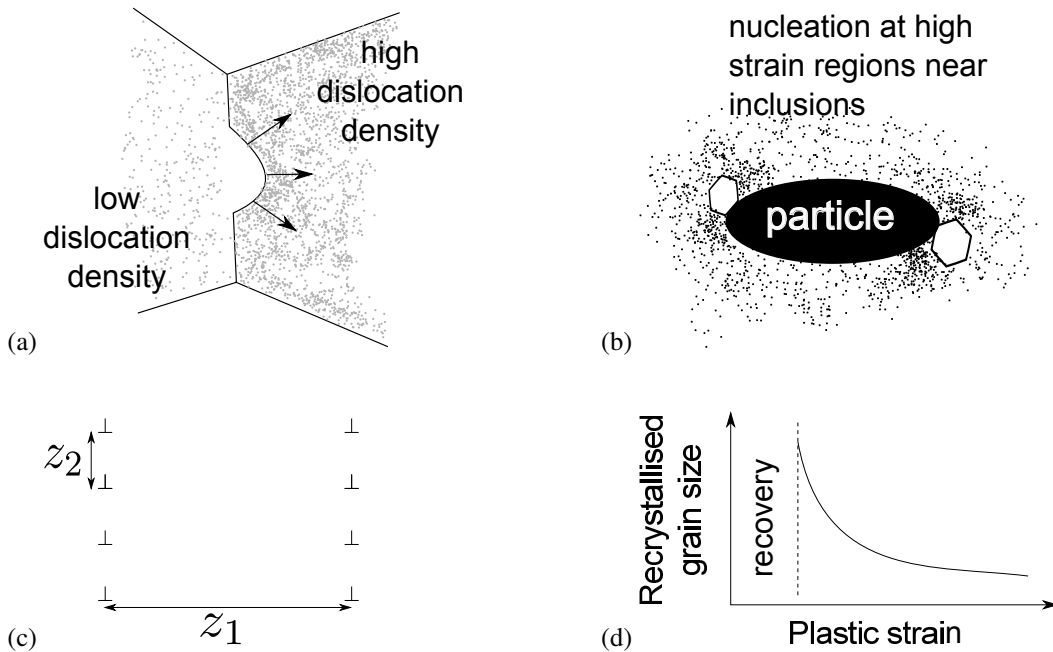 high
dislocation
density
low
dislocation
density
(a)
nucleation at high
strain regions near
inclusions
particle
(b)
z₂
z₁
(c)
Recrystallised
grain size
recovery
Plastic strain
(d)